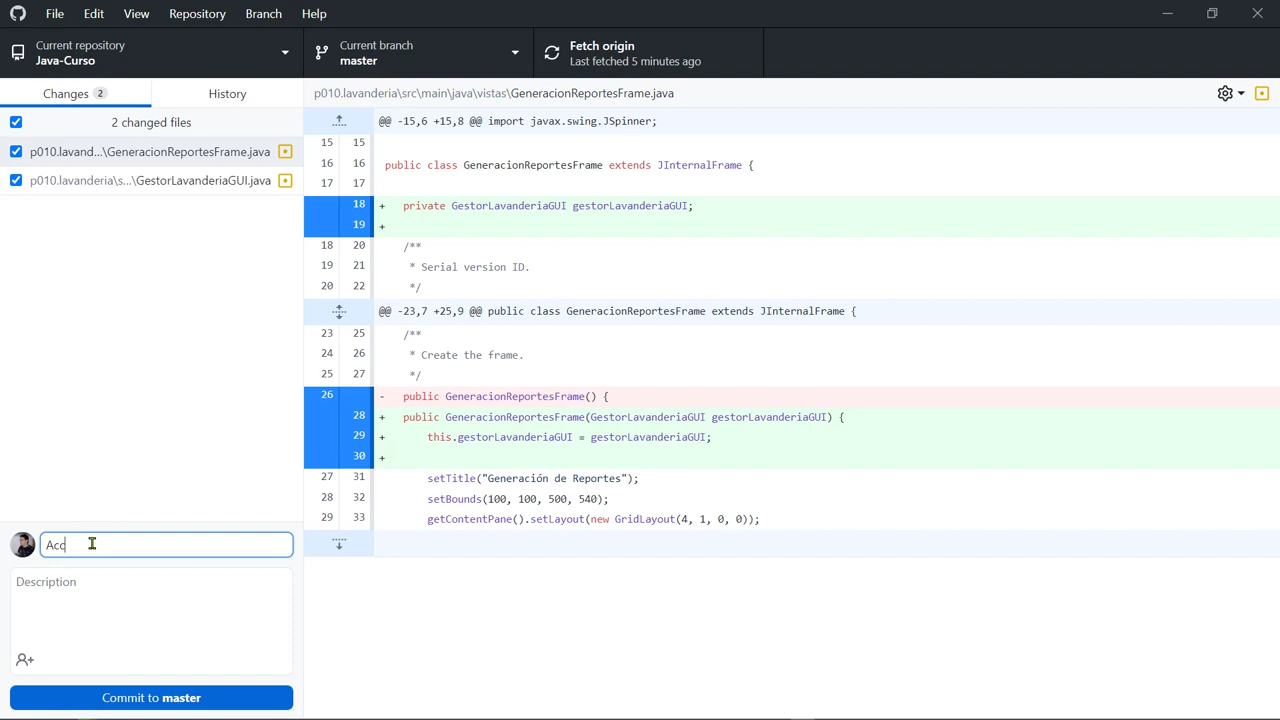 File Edit View Repository Branch Help
Current repository
Java-Curso
Current branch
master
Fetch origin
Last fetched 5 minutes ago
Changes 2
History
p010.lavanderia\src\main\java\vistas\GeneracionReportesFrame.java
2 changed files
p010.lavand...\GeneracionReportesFrame.java
p010.lavanderia\s...\GestorLavanderiaGUI.java
@@ -15,6 +15,8 @@ import javax.swing.JSpinner;
15 15
16 16 public class GeneracionReportesFrame extends JInternalFrame {
17 17
18 + private GestorLavanderiaGUI gestorLavanderiaGUI;
19 +
18 20 /**
19 21 * Serial version ID.
20 22 */
@@ -23,7 +25,9 @@ public class GeneracionReportesFrame extends JInternalFrame {
23 25 /**
24 26 * Create the frame.
25 27 */
26 - public GeneracionReportesFrame() {
28 + public GeneracionReportesFrame(GestorLavanderiaGUI gestorLavanderiaGUI) {
29 + this.gestorLavanderiaGUI = gestorLavanderiaGUI;
30 +
27 31 setTitle("Generación de Reportes");
28 32 setBounds(100, 100, 500, 540);
29 33 getContentPane().setLayout(new GridLayout(4, 1, 0, 0));
Acc
Description
Commit to master